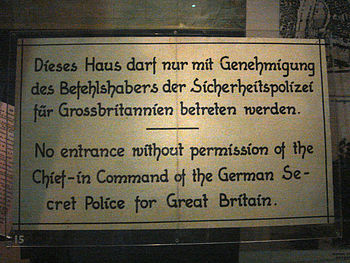 Dieses Haus darf nur mit Genehmigung
des Befehlshabers der Sicherheitspolizei
für Grossbritannien betreten werden.
No entrance without permission of the
Chief-in Command of the German Se-
cret Police for Great Britain.
15